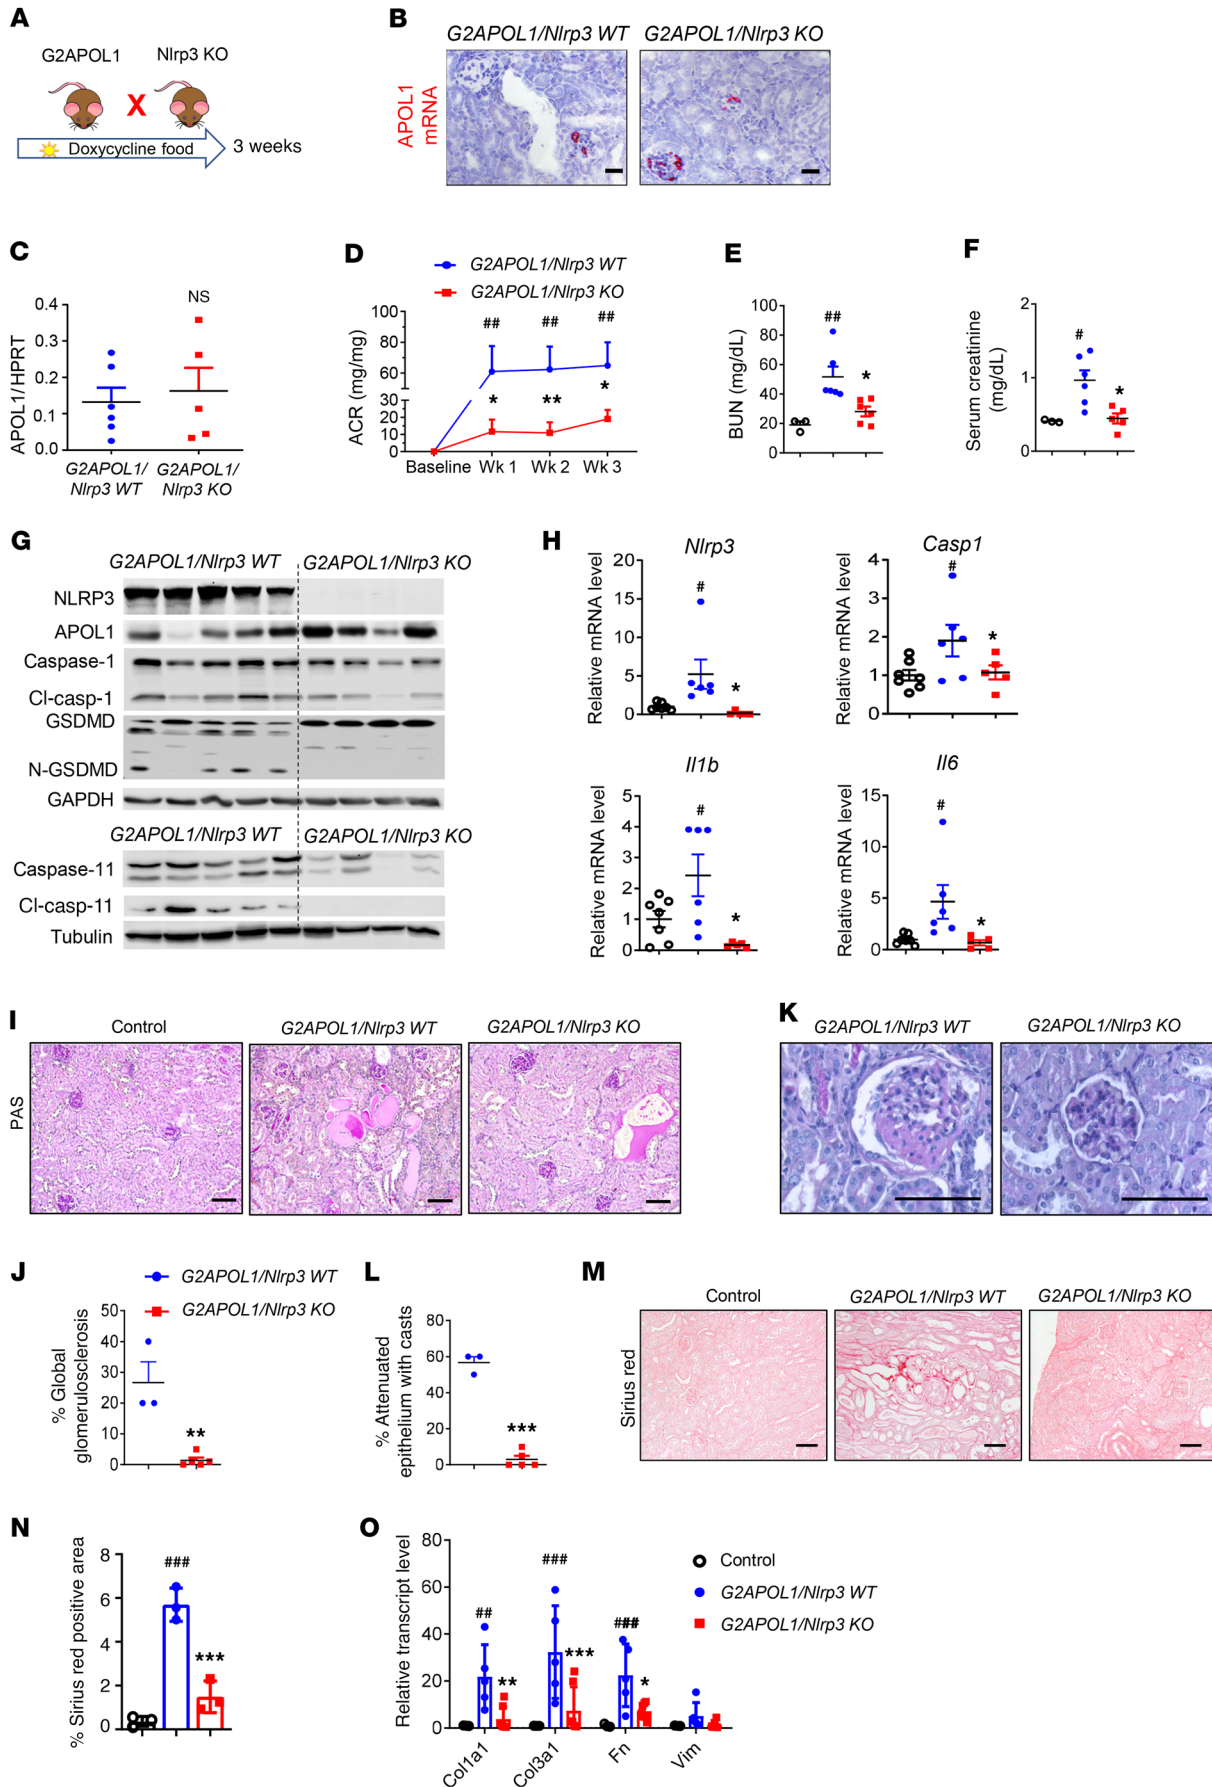 A
G2APOL1
Nlrp3 KO
X
Doxycycline food
3 weeks
B
G2APOL1/Nlrp3 WT
G2APOL1/Nlrp3 KO
APOL1
mRNA
C
APOL1/HPRT
0.4
0.3
0.2
0.1
0.0
NS
G2APOL1/
Nlrp3 WT
G2APOL1/
Nlrp3 KO
D
G2APOL1/Nlrp3 WT
G2APOL1/Nlrp3 KO
ACR (mg/mg)
100
80
60
30
20
10
0
##
##
##
*
**
*
Baseline
Wk 1
Wk 2
Wk 3
E
BUN (mg/dL)
100
80
60
40
20
0
##
*
F
Serum creatinine
(mg/dL)
2
1
0
#
*
G
G2APOL1/Nlrp3 WT
G2APOL1/Nlrp3 KO
NLRP3
APOL1
Caspase-1
Cl-casp-1
GSDMD
N-GSDMD
GAPDH
G2APOL1/Nlrp3 WT
G2APOL1/Nlrp3 KO
Caspase-11
Cl-casp-11
Tubulin
H
Nlrp3
Relative mRNA level
20
15
10
5
0
#
*
Casp1
Relative mRNA level
4
3
2
1
0
#
*
Il1b
Relative mRNA level
5
4
3
2
1
0
#
*
Il6
Relative mRNA level
15
10
5
0
#
*
I
Control
G2APOL1/Nlrp3 WT
G2APOL1/Nlrp3 KO
PAS
K
G2APOL1/Nlrp3 WT
G2APOL1/Nlrp3 KO
J
G2APOL1/Nlrp3 WT
G2APOL1/Nlrp3 KO
% Global
glomerulosclerosis
50
40
30
20
10
0
**
L
% Attenuated
epithelium with casts
80
60
40
20
0
***
M
Control
G2APOL1/Nlrp3 WT
G2APOL1/Nlrp3 KO
Sirius red
N
% Sirius red positive area
8
6
4
2
0
###
***
O
Relative transcript level
80
60
40
20
0
##
**
###
***
###
*
Col1a1
Col3a1
Fn
Vim
Control
G2APOL1/Nlrp3 WT
G2APOL1/Nlrp3 KO